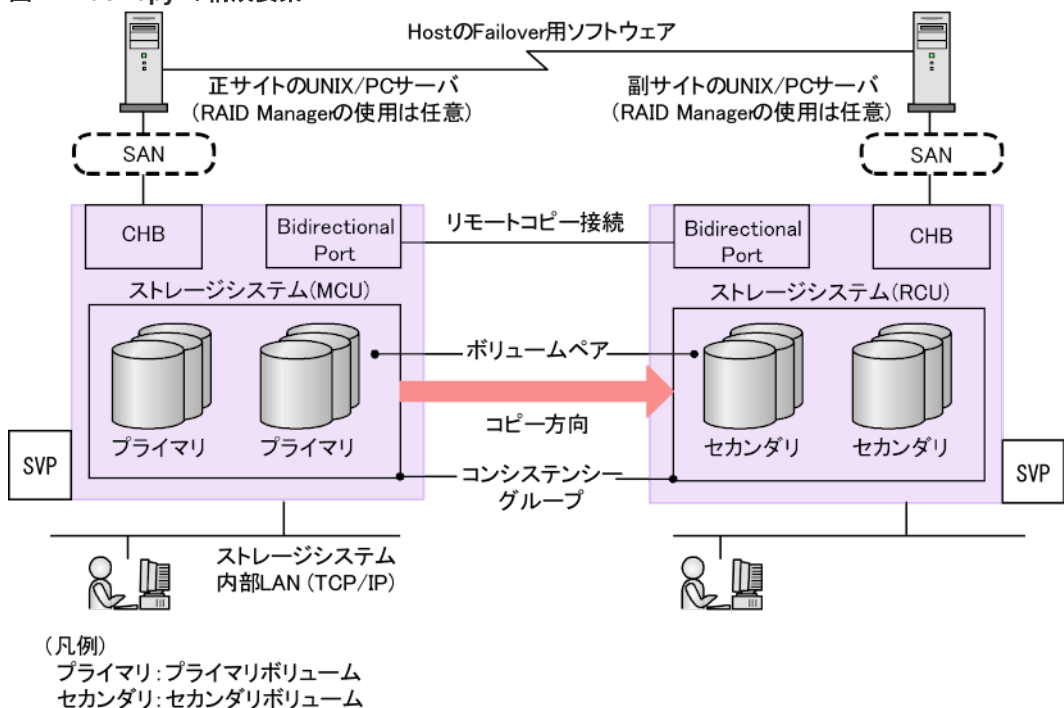 HostのFailover用ソフトウェア
正サイトのUNIX/PCサーバ
(RAID Managerの使用は任意)
副サイトのUNIX/PCサーバ
(RAID Managerの使用は任意)
SAN
SAN
CHB
Bidirectional
Port
リモートコピー接続
Bidirectional
Port
CHB
ストレージシステム(MCU)
ストレージシステム(RCU)
ボリュームペア
コピー方向
プライマリ
プライマリ
セカンダリ
セカンダリ
SVP
コンシステンシー
グループ
SVP
ストレージシステム
内部LAN (TCP/IP)
(凡例)
プライマリ:プライマリボリューム
セカンダリ:セカンダリボリューム